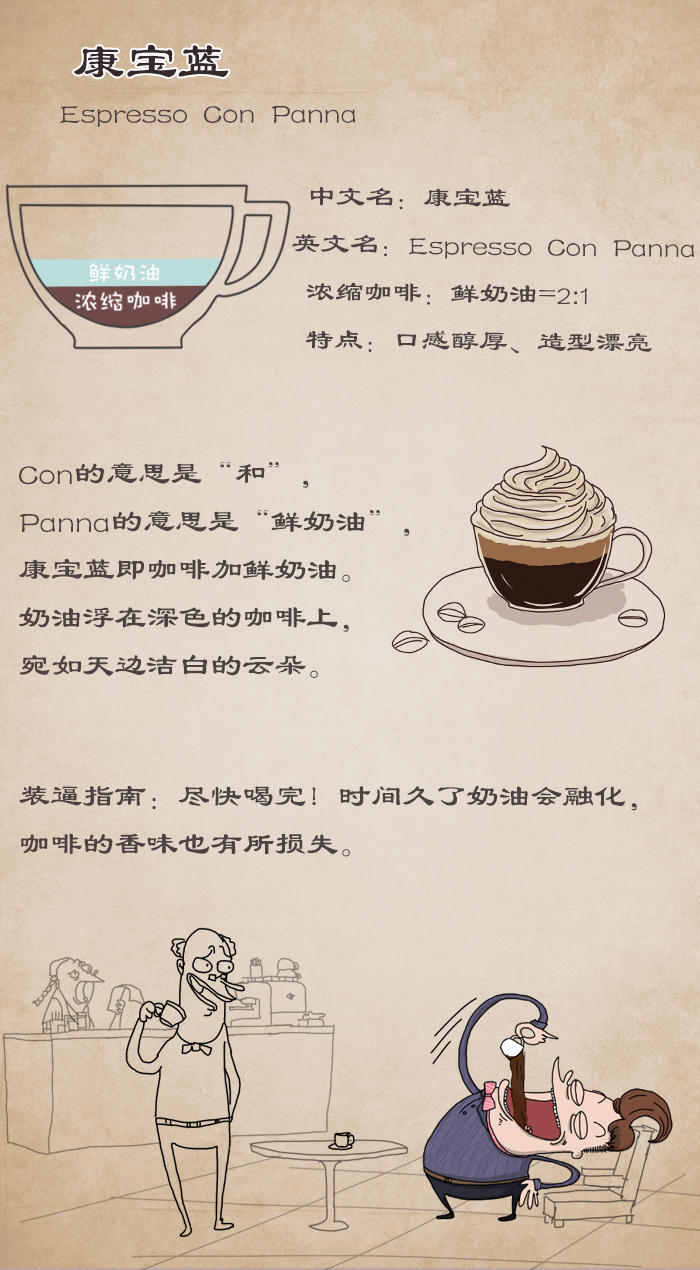 康宝蓝
Espresso Con Panna
鲜奶油
浓缩咖啡
中文名：康宝蓝
英文名：Espresso Con Panna
浓缩咖啡：鲜奶油=2:1
特点：口感醇厚、造型漂亮
Con的意思是“和”，
Panna的意思是“鲜奶油”，
康宝蓝即咖啡加鲜奶油。
奶油浮在深色的咖啡上，
宛如天边洁白的云朵。
装逼指南：尽快喝完！时间久了奶油会融化，
咖啡的香味也有所损失。